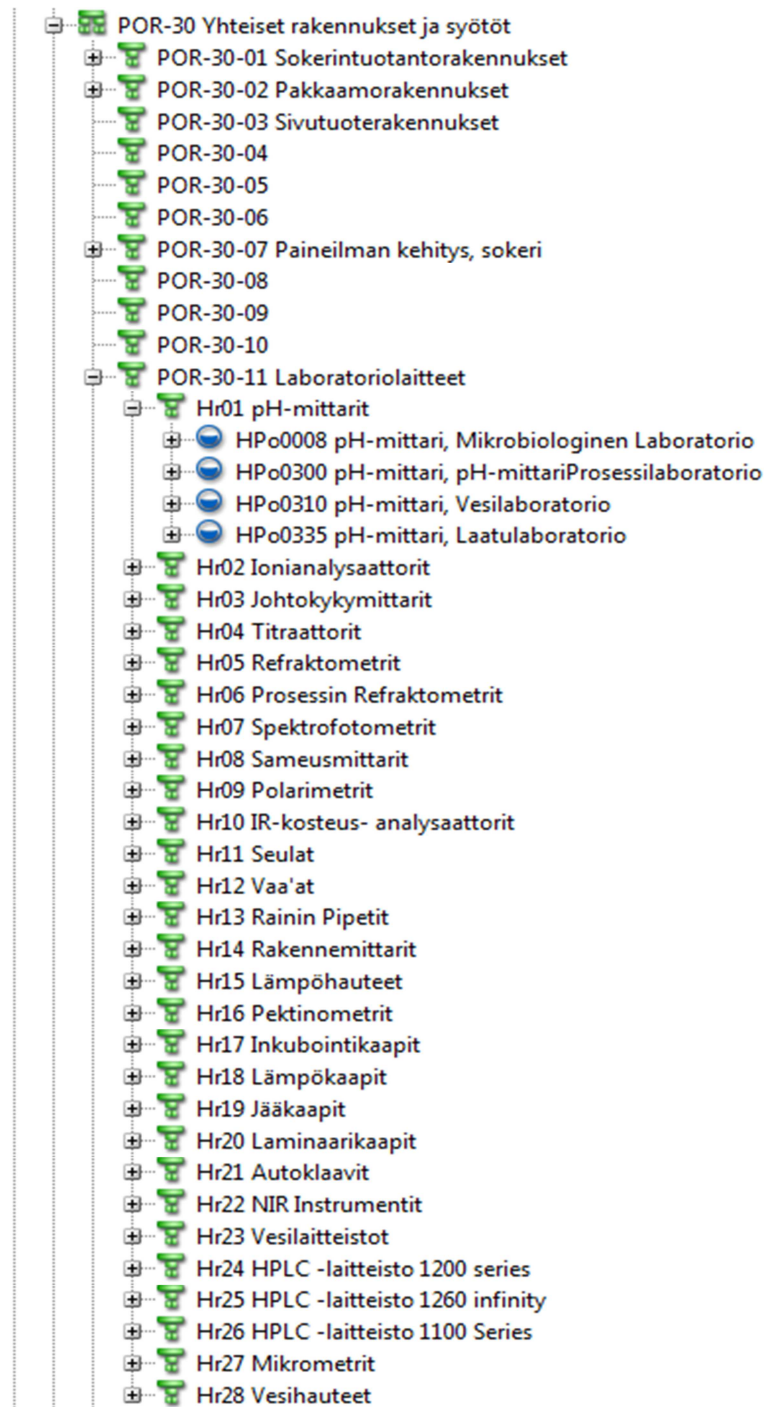 POR-30 Yhteiset rakennukset ja syötöt
POR-30-01 Sokerintuotantorakennukset
POR-30-02 Pakkaamorakennukset
POR-30-03 Sivutuoterakennukset
POR-30-04
POR-30-05
POR-30-06
POR-30-07 Paineilman kehitys, sokeri
POR-30-08
POR-30-09
POR-30-10
POR-30-11 Laboratoriolaitteet
Hr01 pH-mittarit
HPo0008 pH-mittari, Mikrobiologinen Laboratorio
HPo0300 pH-mittari, pH-mittariProsessilaboratorio
HPo0310 pH-mittari, Vesilaboratorio
HPo0335 pH-mittari, Laatulaboratorio
Hr02 Ionianalysaattorit
Hr03 Johtokykymittarit
Hr04 Titraattorit
Hr05 Refraktometrit
Hr06 Prosessin Refraktometrit
Hr07 Spektrofotometrit
Hr08 Sameusmittarit
Hr09 Polarimetrit
Hr10 IR-kosteus- analysaattorit
Hr11 Seulat
Hr12 Vaa'at
Hr13 Rainin Pipetit
Hr14 Rakennemittarit
Hr15 Lämpöhauteet
Hr16 Pektinometrit
Hr17 Inkubointikaapit
Hr18 Lämpökaapit
Hr19 Jääkaapit
Hr20 Laminaarikaapit
Hr21 Autoklaavit
Hr22 NIR Instrumentit
Hr23 Vesilaitteistot
Hr24 HPLC -laitteisto 1200 series
Hr25 HPLC -laitteisto 1260 infinity
Hr26 HPLC -laitteisto 1100 Series
Hr27 Mikrometrit
Hr28 Vesihauteet